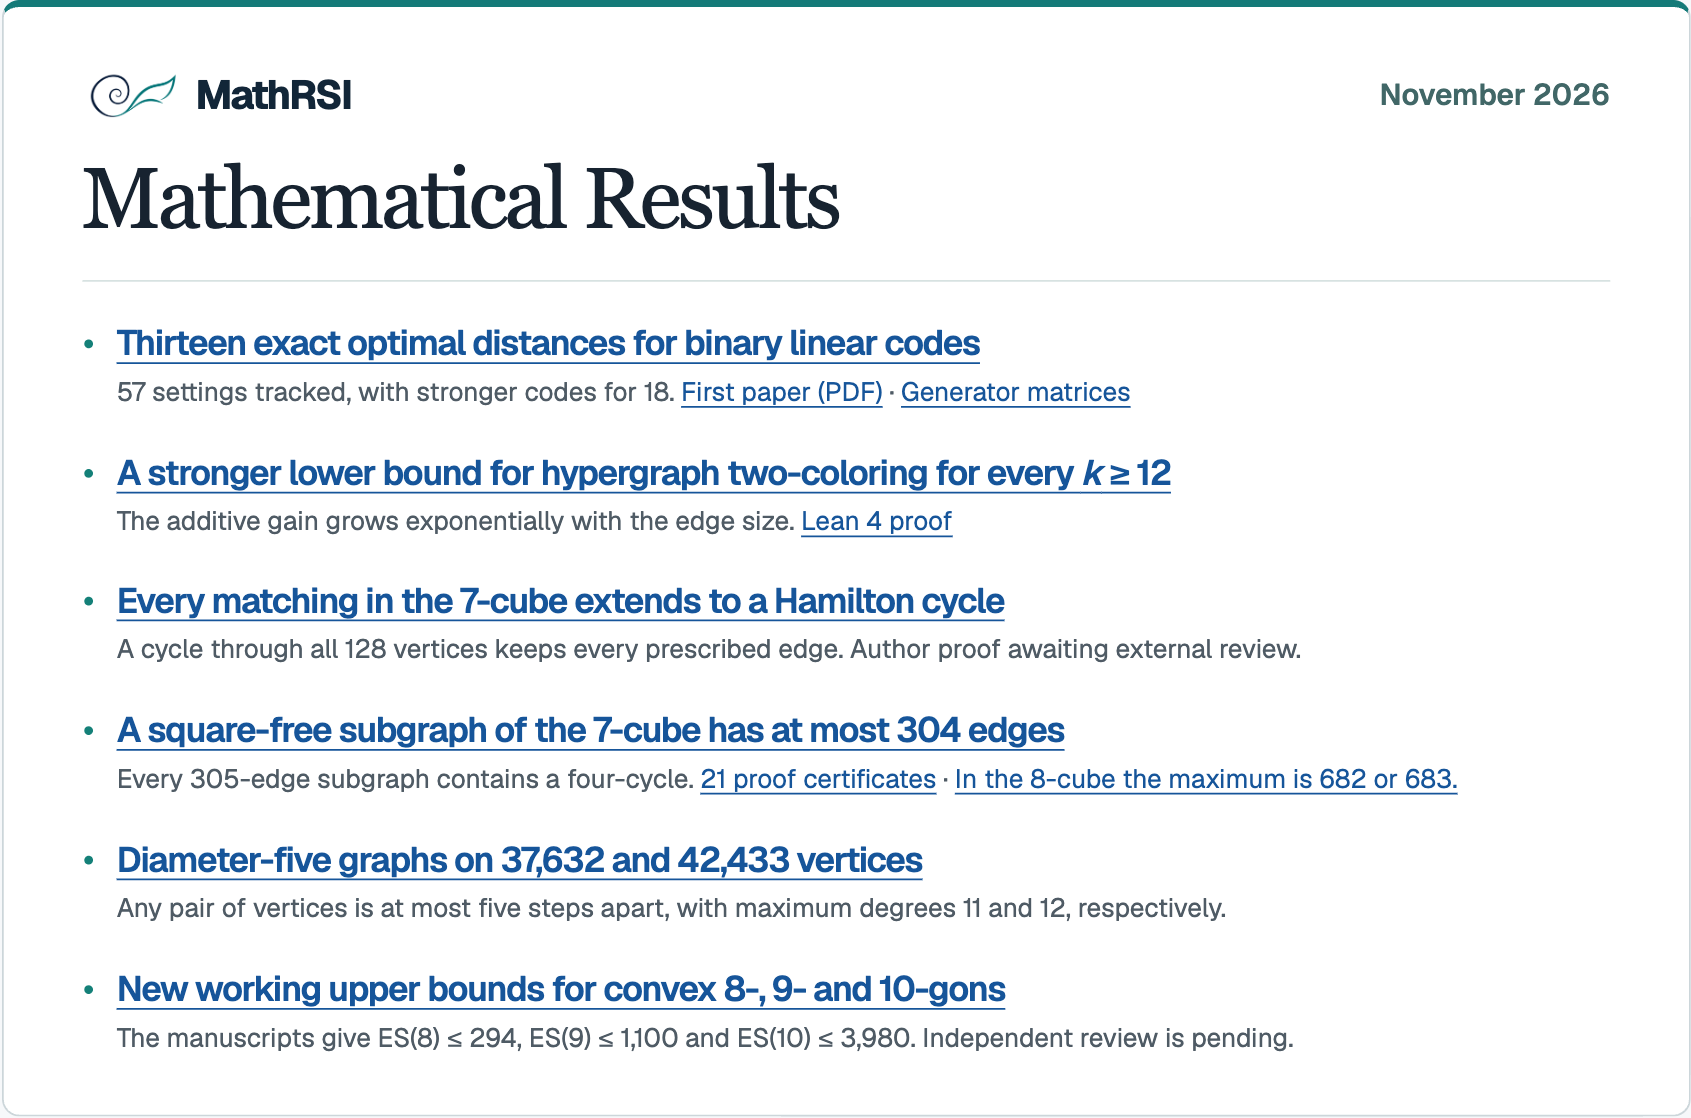 MathRSI
November 2026
Mathematical Results
• Thirteen exact optimal distances for binary linear codes
57 settings tracked, with stronger codes for 18. First paper (PDF) · Generator matrices
• A stronger lower bound for hypergraph two-coloring for every k ≥ 12
The additive gain grows exponentially with the edge size. Lean 4 proof
• Every matching in the 7-cube extends to a Hamilton cycle
A cycle through all 128 vertices keeps every prescribed edge. Author proof awaiting external review.
• A square-free subgraph of the 7-cube has at most 304 edges
Every 305-edge subgraph contains a four-cycle. 21 proof certificates · In the 8-cube the maximum is 682 or 683.
• Diameter-five graphs on 37,632 and 42,433 vertices
Any pair of vertices is at most five steps apart, with maximum degrees 11 and 12, respectively.
• New working upper bounds for convex 8-, 9- and 10-gons
The manuscripts give ES(8) ≤ 294, ES(9) ≤ 1,100 and ES(10) ≤ 3,980. Independent review is pending.